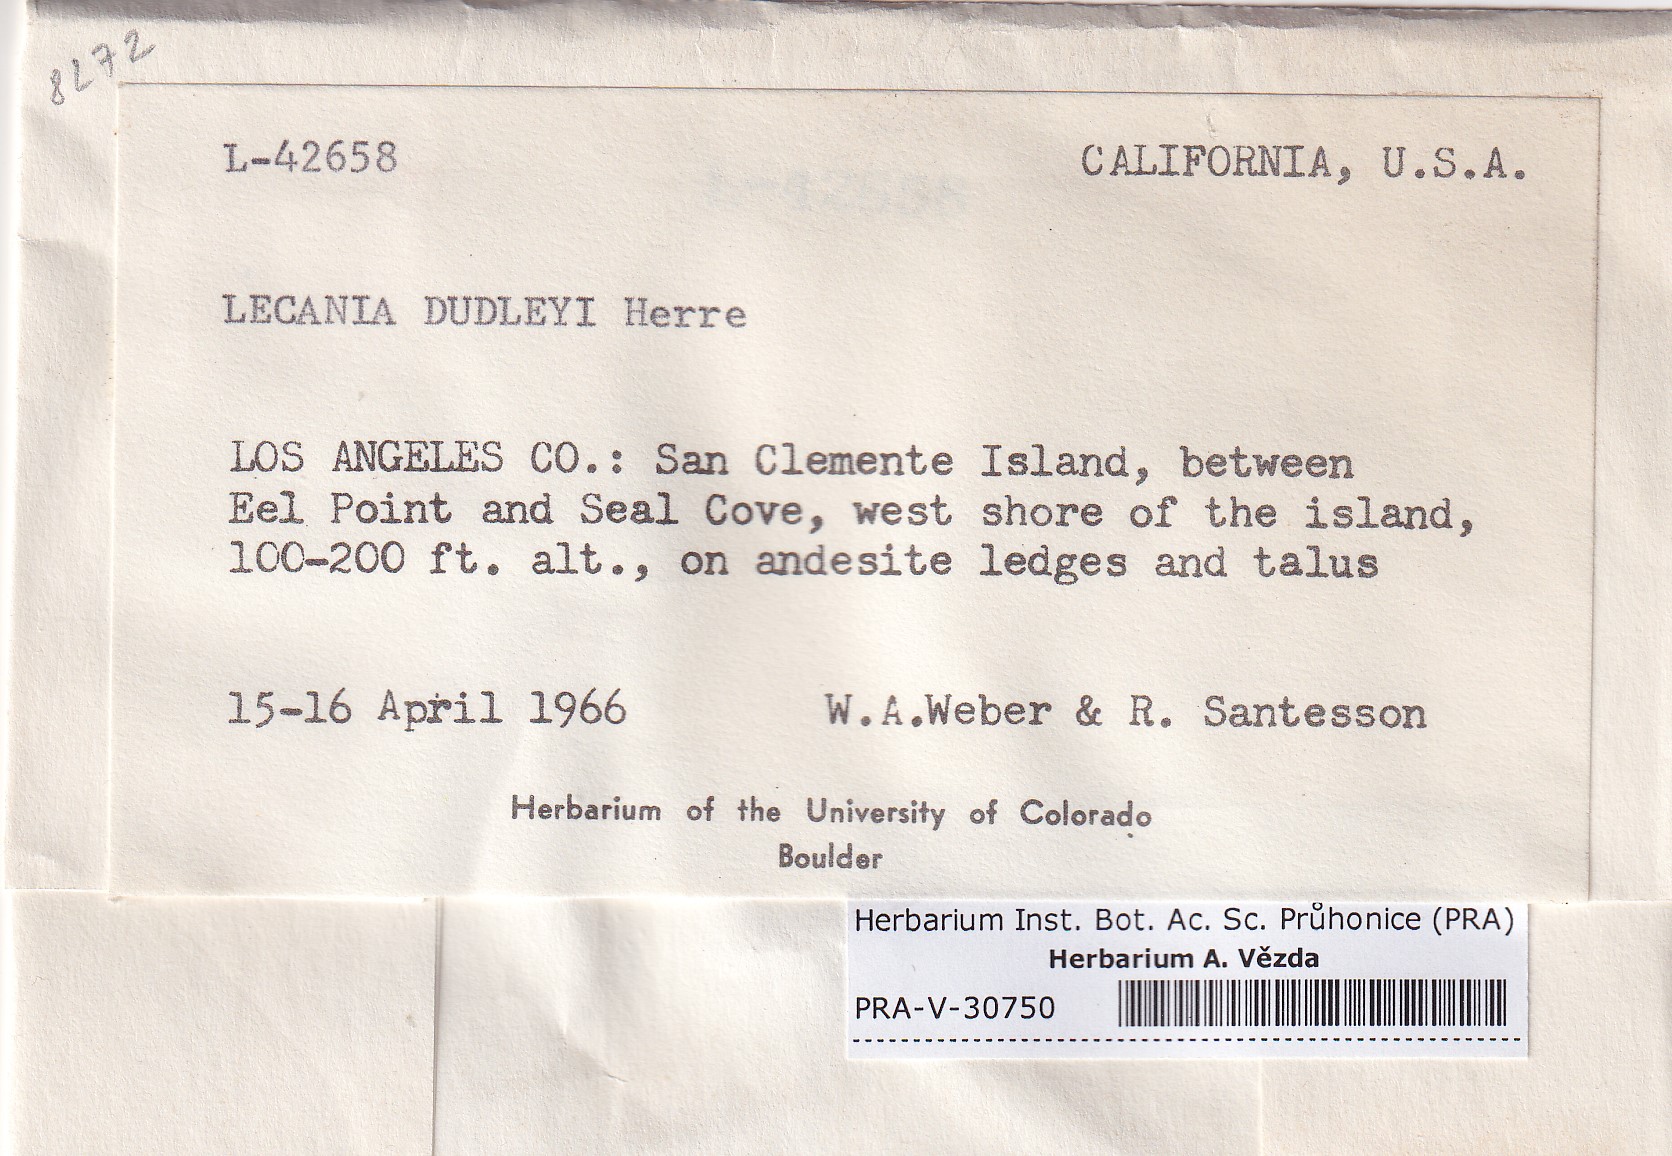 8272
L-42658 CALIFORNIA, U.S.A.
LECANIA DUDLEYI Herre
LOS ANGELES CO.: San Clemente Island, between
Eel Point and Seal Cove, west shore of the island,
100-200 ft. alt., on andesite ledges and talus
15-16 April 1966 W.A.Weber & R. Santesson
Herbarium of the University of Colorado
Boulder
Herbarium Inst. Bot. Ac. Sc. Průhonice (PRA)
Herbarium A. Vězda
PRA-V-30750